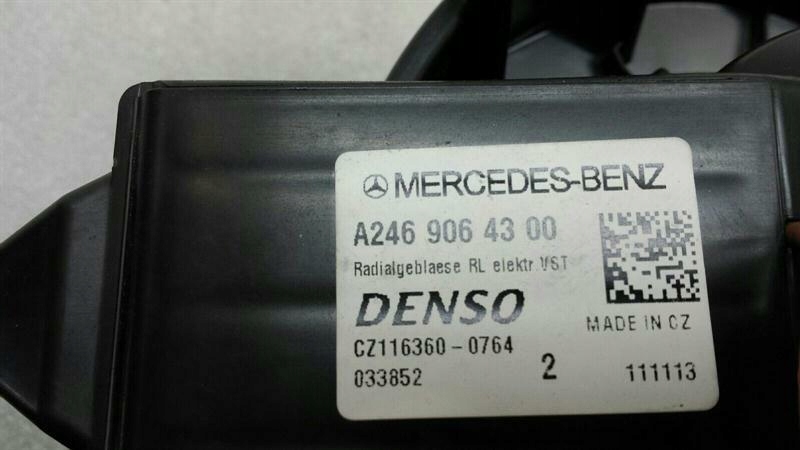 MERCEDES-BENZ
A246 906 43 00
Radialgeblaese RL elektr.VST
DENSO
MADE IN CZ
CZ116360-0764
033852 2 111113